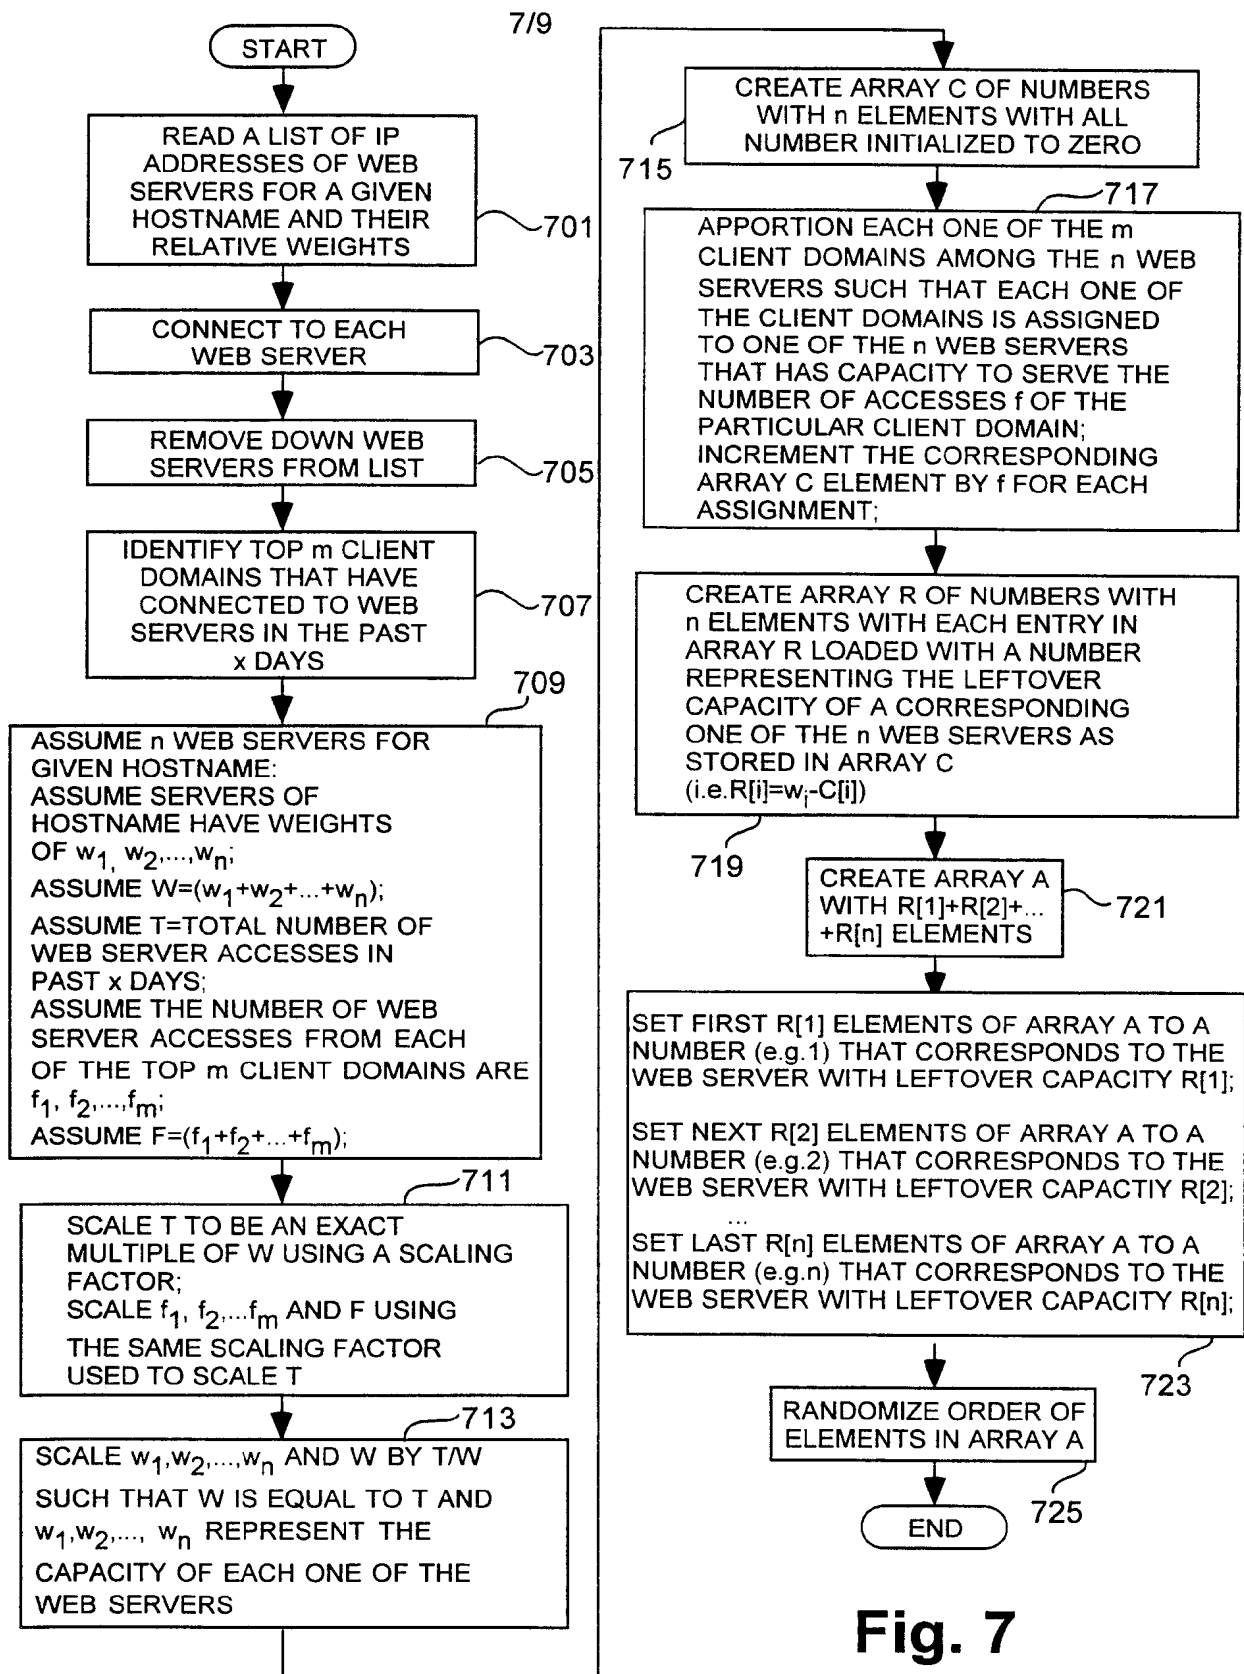 7/9
START
READ A LIST OF IP
ADDRESSES OF WEB
SERVERS FOR A GIVEN
HOSTNAME AND THEIR
RELATIVE WEIGHTS
701
CONNECT TO EACH
WEB SERVER
703
REMOVE DOWN WEB
SERVERS FROM LIST
705
IDENTIFY TOP m CLIENT
DOMAINS THAT HAVE
CONNECTED TO WEB
SERVERS IN THE PAST
x DAYS
707
709
ASSUME n WEB SERVERS FOR
GIVEN HOSTNAME:
ASSUME SERVERS OF
HOSTNAME HAVE WEIGHTS
OF w1, w2,...,wn;
ASSUME W=(w1+w2+...+wn);
ASSUME T=TOTAL NUMBER OF
WEB SERVER ACCESSES IN
PAST x DAYS;
ASSUME THE NUMBER OF WEB
SERVER ACCESSES FROM EACH
OF THE TOP m CLIENT DOMAINS ARE
f1, f2,...,fm;
ASSUME F=(f1+f2+...+fm);
711
SCALE T TO BE AN EXACT
MULTIPLE OF W USING A SCALING
FACTOR;
SCALE f1, f2,...fm AND F USING
THE SAME SCALING FACTOR
USED TO SCALE T
713
SCALE w1,w2,...,wn AND W BY T/W
SUCH THAT W IS EQUAL TO T AND
w1,w2,..., wn REPRESENT THE
CAPACITY OF EACH ONE OF THE
WEB SERVERS
CREATE ARRAY C OF NUMBERS
WITH n ELEMENTS WITH ALL
NUMBER INITIALIZED TO ZERO
715
717
APPORTION EACH ONE OF THE m
CLIENT DOMAINS AMONG THE n WEB
SERVERS SUCH THAT EACH ONE OF
THE CLIENT DOMAINS IS ASSIGNED
TO ONE OF THE n WEB SERVERS
THAT HAS CAPACITY TO SERVE THE
NUMBER OF ACCESSES f OF THE
PARTICULAR CLIENT DOMAIN;
INCREMENT THE CORRESPONDING
ARRAY C ELEMENT BY f FOR EACH
ASSIGNMENT;
CREATE ARRAY R OF NUMBERS WITH
n ELEMENTS WITH EACH ENTRY IN
ARRAY R LOADED WITH A NUMBER
REPRESENTING THE LEFTOVER
CAPACITY OF A CORRESPONDING
ONE OF THE n WEB SERVERS AS
STORED IN ARRAY C
(i.e.R[i]=wi-C[i])
719
CREATE ARRAY A
WITH R[1]+R[2]+...
+R[n] ELEMENTS
721
SET FIRST R[1] ELEMENTS OF ARRAY A TO A
NUMBER (e.g.1) THAT CORRESPONDS TO THE
WEB SERVER WITH LEFTOVER CAPACITY R[1];
SET NEXT R[2] ELEMENTS OF ARRAY A TO A
NUMBER (e.g.2) THAT CORRESPONDS TO THE
WEB SERVER WITH LEFTOVER CAPACTIY R[2];
...
SET LAST R[n] ELEMENTS OF ARRAY A TO A
NUMBER (e.g.n) THAT CORRESPONDS TO THE
WEB SERVER WITH LEFTOVER CAPACITY R[n];
723
RANDOMIZE ORDER OF
ELEMENTS IN ARRAY A
725
END
Fig. 7